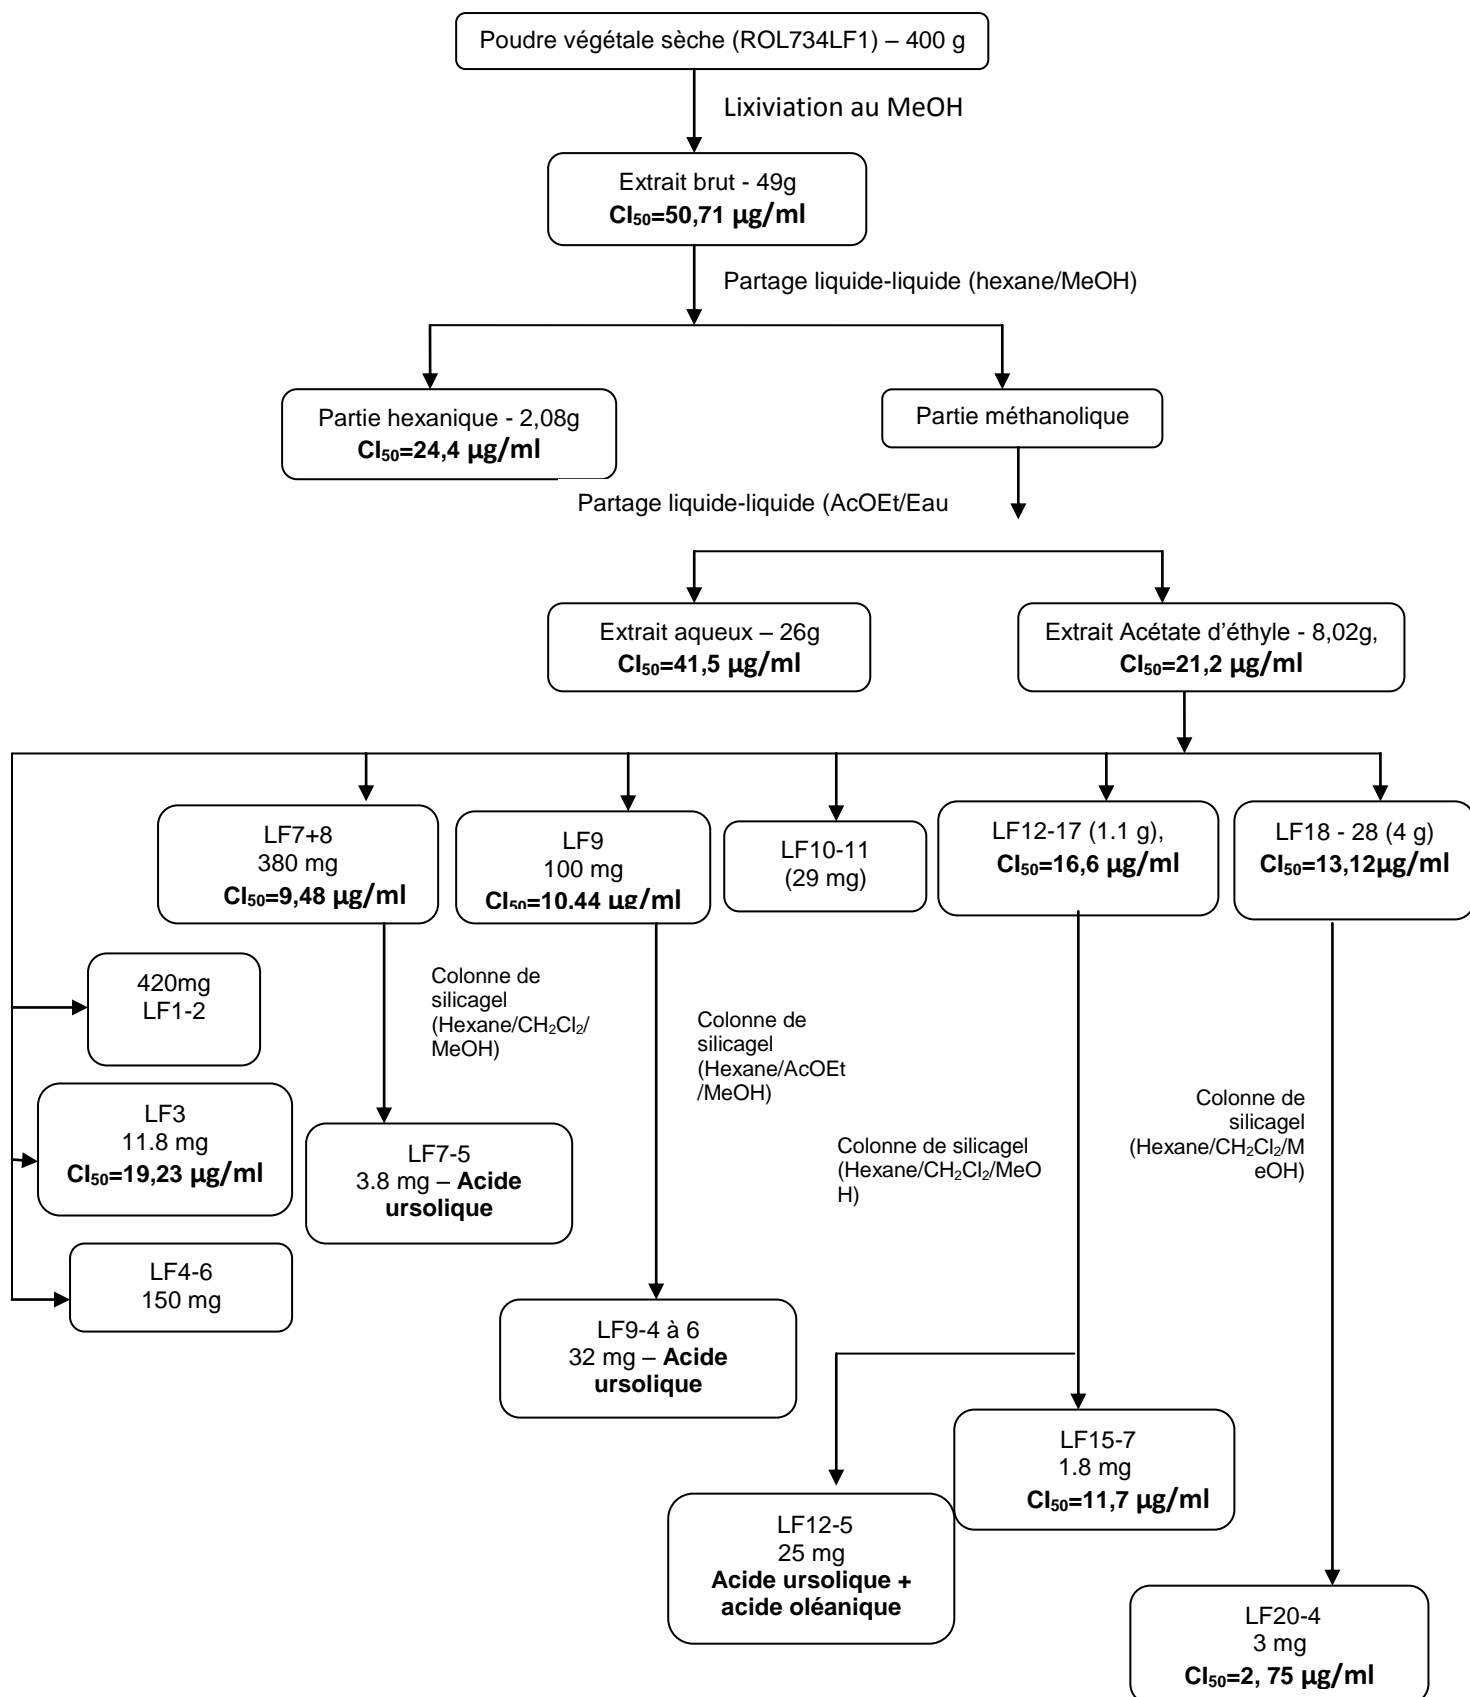 Poudre végétale sèche (ROL734LF1) – 400 g
Lixiviation au MeOH
Extrait brut - 49g
CI₅₀=50,71 µg/ml
Partage liquide-liquide (hexane/MeOH)
Partie hexanique - 2,08g
CI₅₀=24,4 µg/ml
Partie méthanolique
Partage liquide-liquide (AcOEt/Eau
Extrait aqueux – 26g
CI₅₀=41,5 µg/ml
Extrait Acétate d'éthyle - 8,02g,
CI₅₀=21,2 µg/ml
LF7+8
380 mg
CI₅₀=9,48 µg/ml
LF9
100 mg
CI₅₀=10.44 µg/ml
LF10-11
(29 mg)
LF12-17 (1.1 g),
CI₅₀=16,6 µg/ml
LF18 - 28 (4 g)
CI₅₀=13,12µg/ml
420mg
LF1-2
Colonne de
silicagel
(Hexane/CH₂Cl₂/
MeOH)
Colonne de
silicagel
(Hexane/AcOEt
/MeOH)
LF3
11.8 mg
CI₅₀=19,23 µg/ml
LF7-5
3.8 mg – Acide
ursolique
Colonne de silicagel
(Hexane/CH₂Cl₂/MeO
H)
Colonne de
silicagel
(Hexane/CH₂Cl₂/M
eOH)
LF4-6
150 mg
LF9-4 à 6
32 mg – Acide
ursolique
LF15-7
1.8 mg
CI₅₀=11,7 µg/ml
LF12-5
25 mg
Acide ursolique +
acide oléanique
LF20-4
3 mg
CI₅₀=2, 75 µg/ml